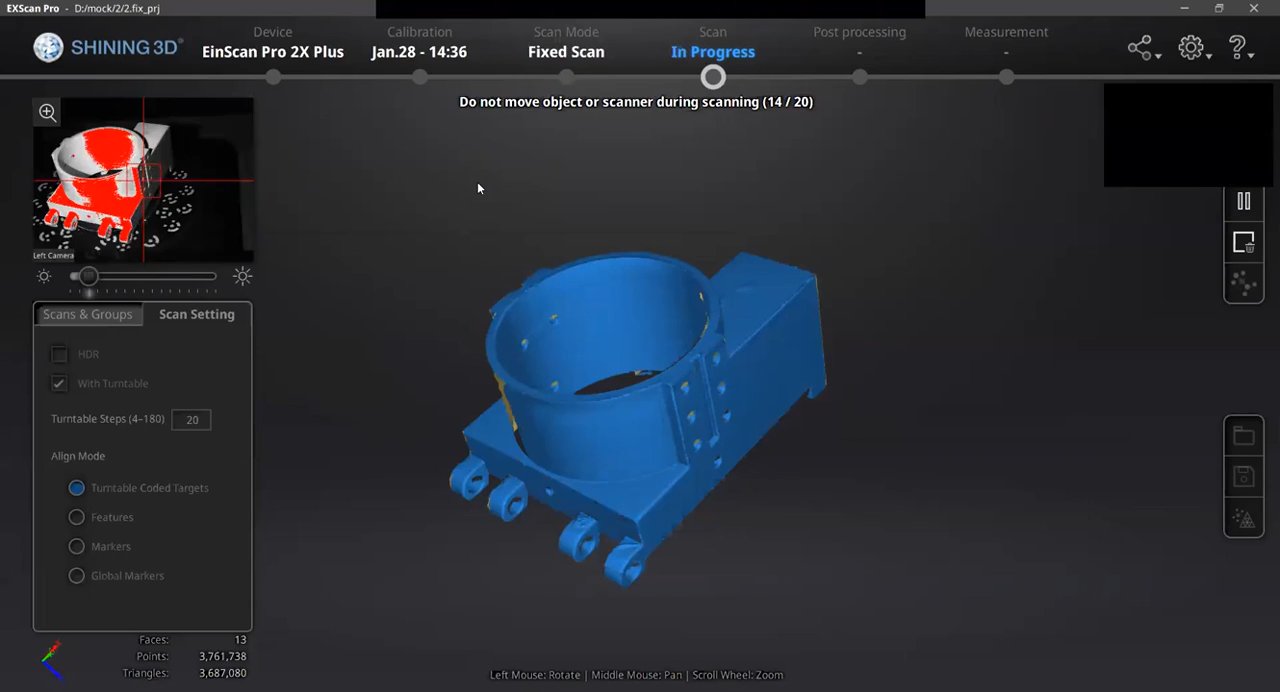 EXScan Pro - D:/mock/2/2.fix_prj
SHINING 3D®
Device
EinScan Pro 2X Plus
Calibration
Jan.28 - 14:36
Scan Mode
Fixed Scan
Scan
In Progress
Post processing
-
Measurement
-
Do not move object or scanner during scanning (14 / 20)
Left Camera
Scans & Groups
Scan Setting
HDR
With Turntable
Turntable Steps (4~180) 20
Align Mode
Turntable Coded Targets
Features
Markers
Global Markers
Faces: 13
Points: 3,761,738
Triangles: 3,687,080
Left Mouse: Rotate | Middle Mouse: Pan | Scroll Wheel: Zoom